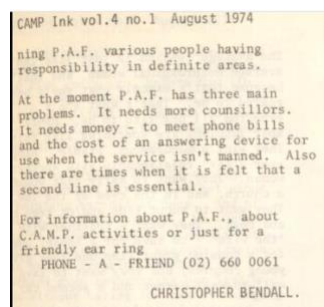 CAMP Ink vol.4 no.1 August 1974
ning P.A.F. various people having
responsibility in definite areas.
At the moment P.A.F. has three main
problems. It needs more counsillors.
It needs money - to meet phone bills
and the cost of an answering device for
use when the service isn't manned. Also
there are times when it is felt that a
second line is essential.
For information about P.A.F., about
C.A.M.P. activities or just for a
friendly ear ring
PHONE - A - FRIEND (02) 660 0061
CHRISTOPHER BENDALL.